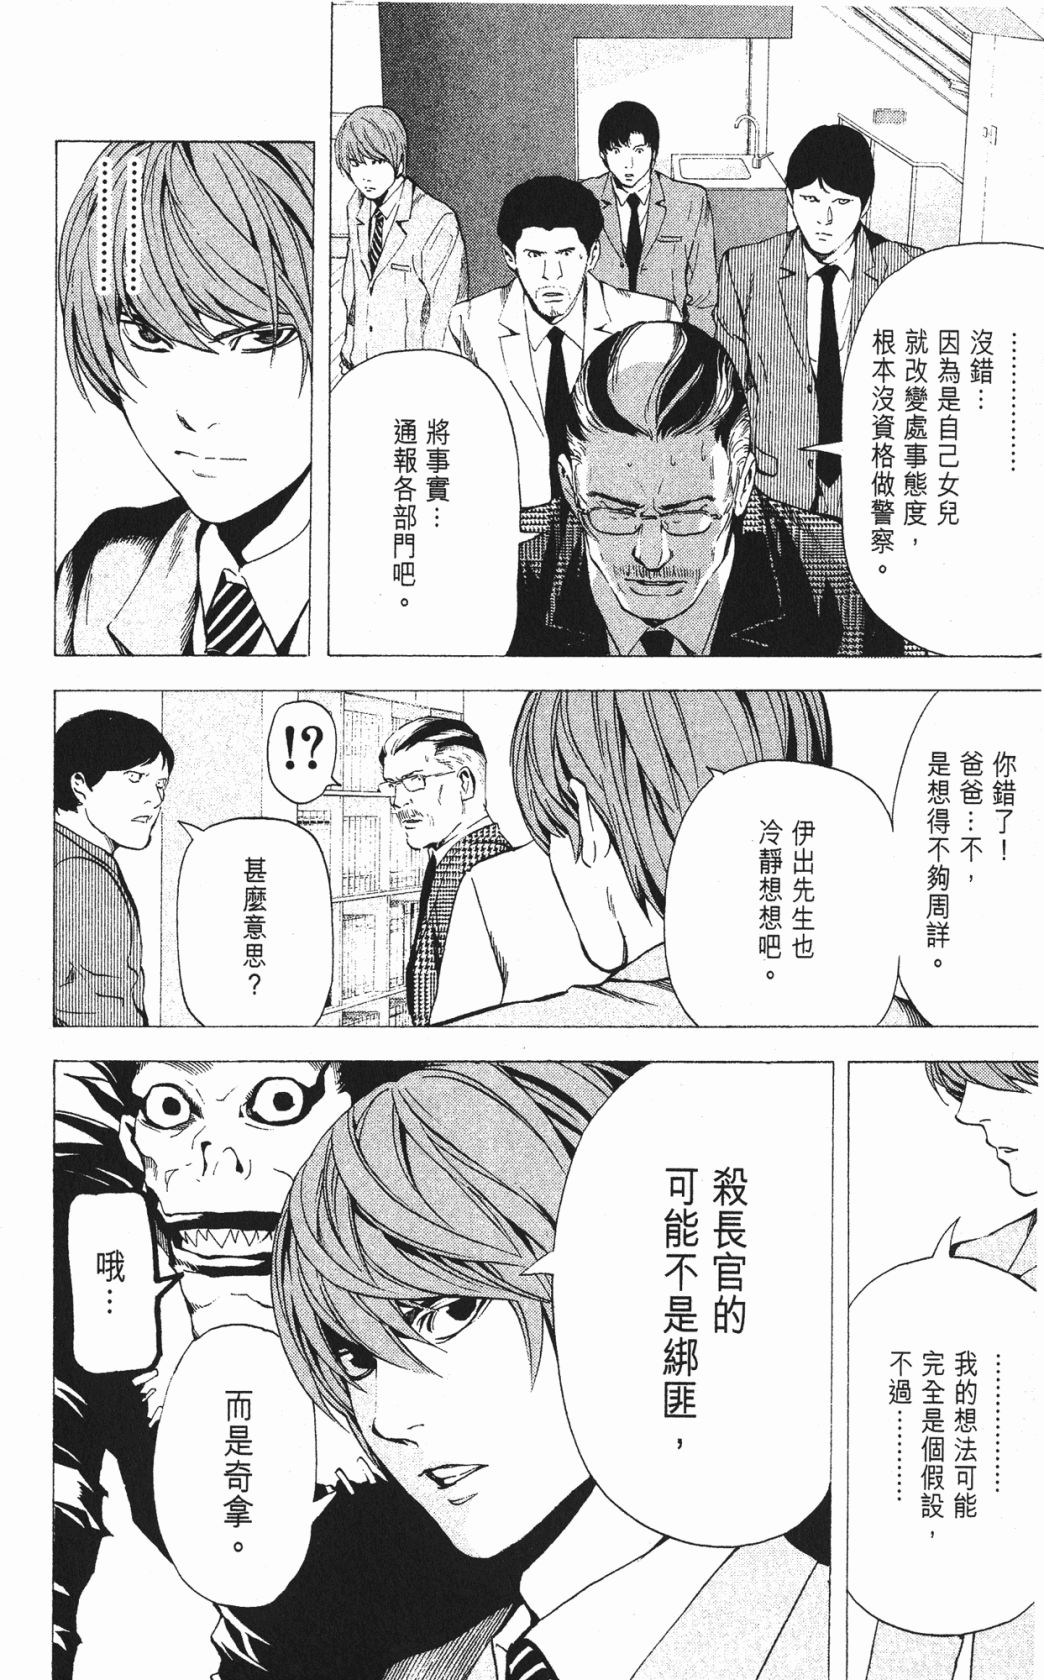 …………………
沒錯…
因為是自己女兒
就改變處事態度，
根本沒資格做警察。
將事實…
通報各部門吧。
…………………
…………………
你錯了！
爸爸…不，
是想得不夠周詳。
伊出先生也
冷靜想想吧。
!?
甚麼意思？
…………………
我的想法可能
完全是個假設，
不過…………
殺長官的
可能不是綁匪，
而是奇拿。
哦…